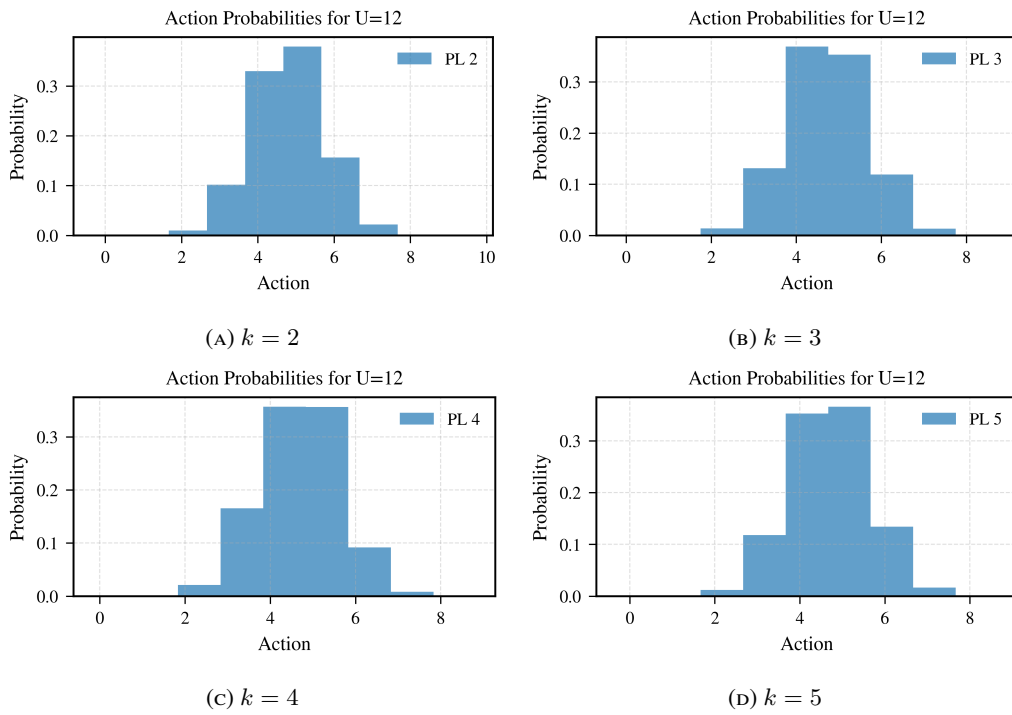 Action Probabilities for U=12
PL 2
Probability
0.3
0.2
0.1
0.0
0 2 4 6 8 10
Action
(A) k = 2
Action Probabilities for U=12
PL 3
Probability
0.3
0.2
0.1
0.0
0 2 4 6 8
Action
(B) k = 3
Action Probabilities for U=12
PL 4
Probability
0.3
0.2
0.1
0.0
0 2 4 6 8
Action
(C) k = 4
Action Probabilities for U=12
PL 5
Probability
0.3
0.2
0.1
0.0
0 2 4 6 8
Action
(D) k = 5